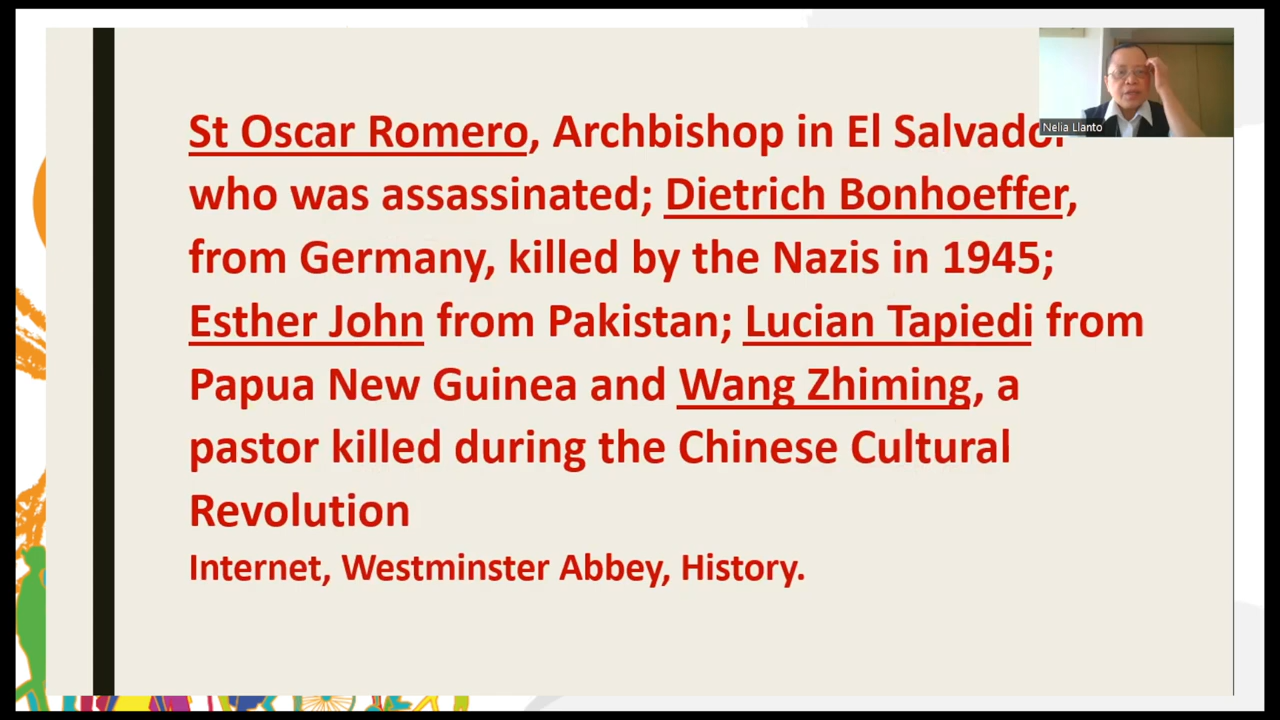 St Oscar Romero, Archbishop in El Salvador
who was assassinated; Dietrich Bonhoeffer,
from Germany, killed by the Nazis in 1945;
Esther John from Pakistan; Lucian Tapiedi from
Papua New Guinea and Wang Zhiming, a
pastor killed during the Chinese Cultural
Revolution
Internet, Westminster Abbey, History.
Nelia Llanto